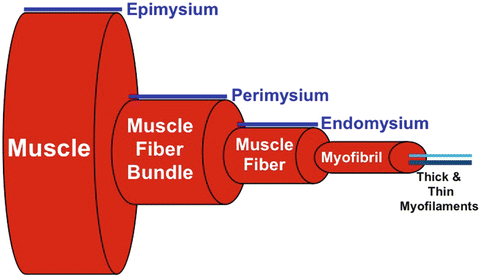 Epimysium
Perimysium
Endomysium
Muscle
Muscle
Fiber
Bundle
Muscle
Fiber
Myofibril
Thick &
Thin
Myofilaments